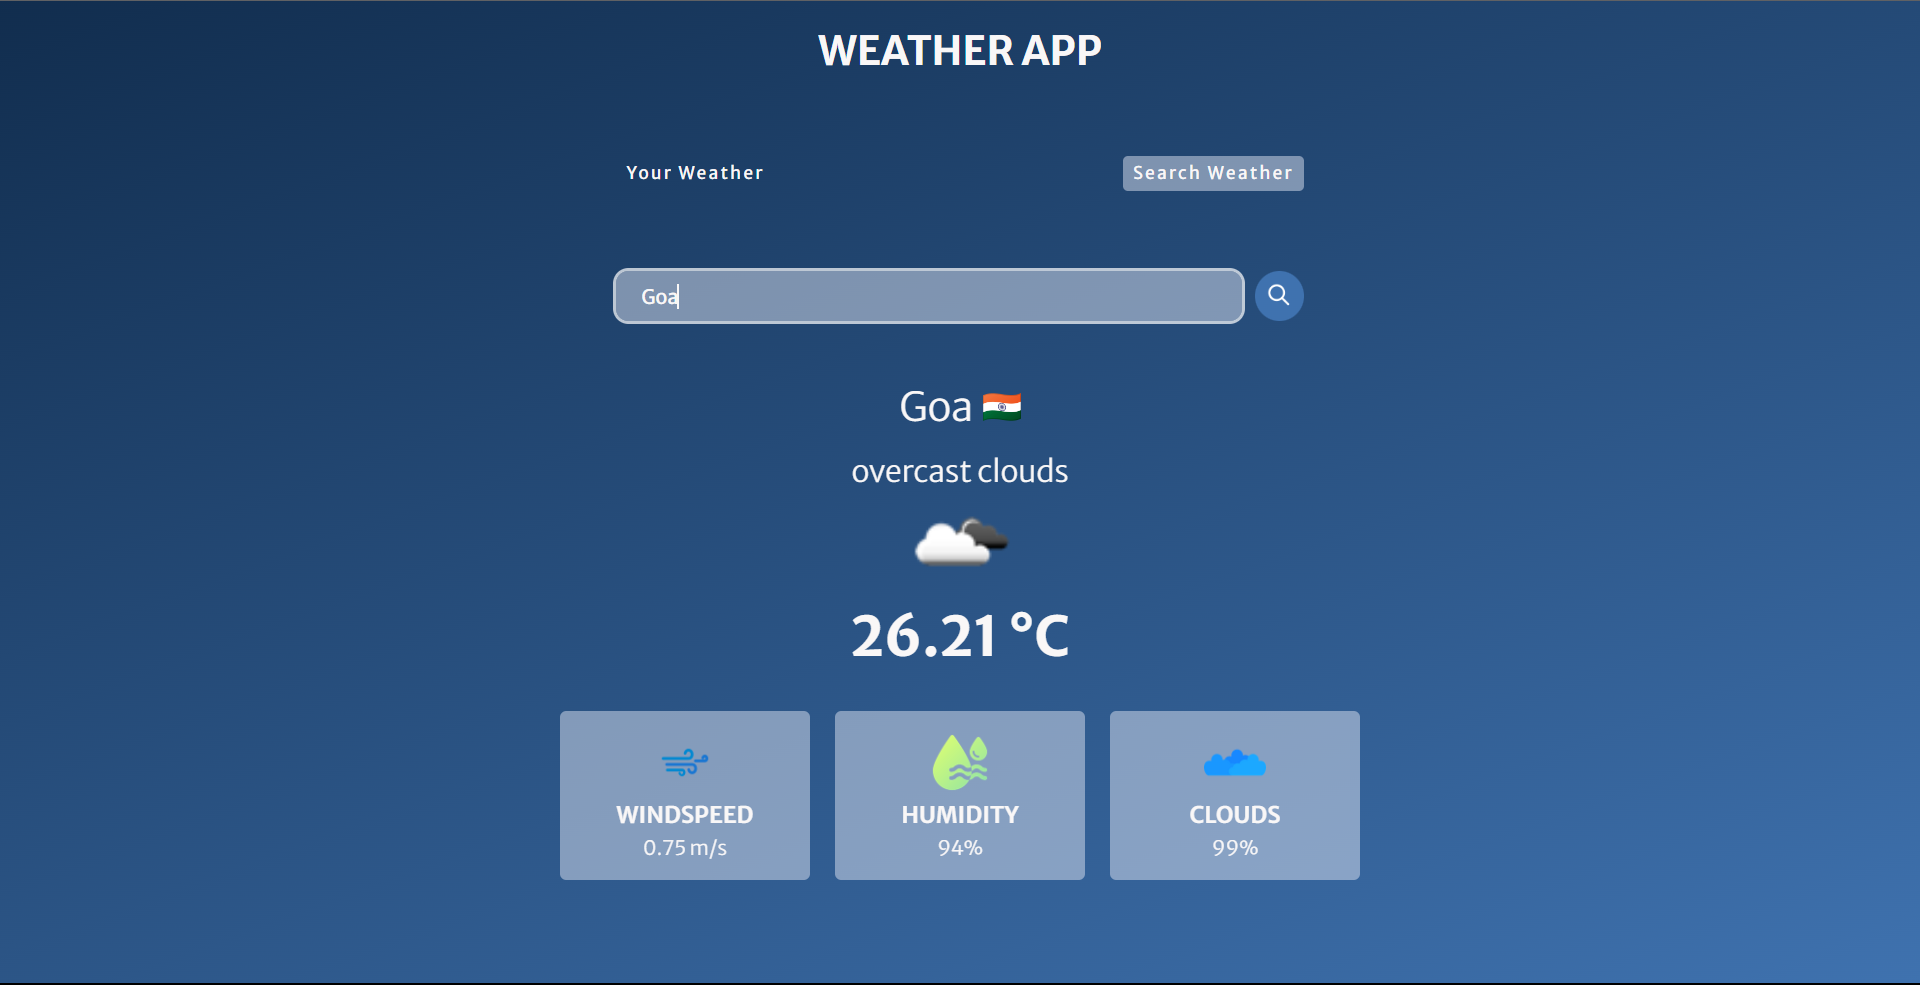 WEATHER APP
Your Weather
Search Weather
Goa
Goa
overcast clouds
26.21 °C
WINDSPEED
0.75 m/s
HUMIDITY
94%
CLOUDS
99%